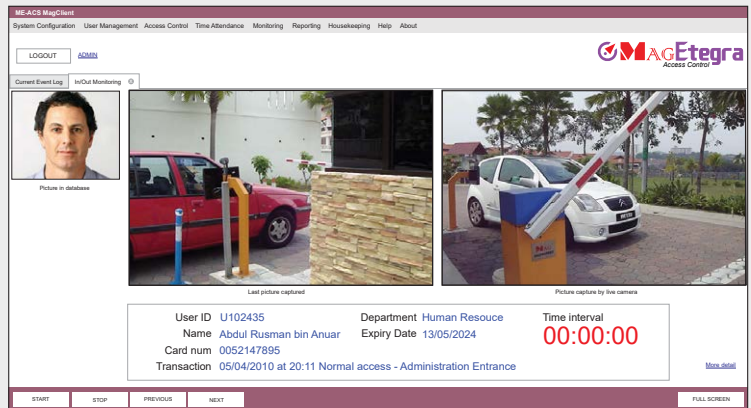 ME-ACS MagClient
System Configuration User Management Access Control Time Attendance Monitoring Reporting Housekeeping Help About
LOGOUT ADMIN
MAGEtegra
Access Control
Current Event Log In/Out Monitoring
Picture in database
MAG
Last picture captured
Picture capture by live camera
User ID U102435 Department Human Resouce Time interval
Name Abdul Rusman bin Anuar Expiry Date 13/05/2024 00:00:00
Card num 0052147895
Transaction 05/04/2010 at 20:11 Normal access - Administration Entrance
More detail
START STOP PREVIOUS NEXT FULL SCREEN